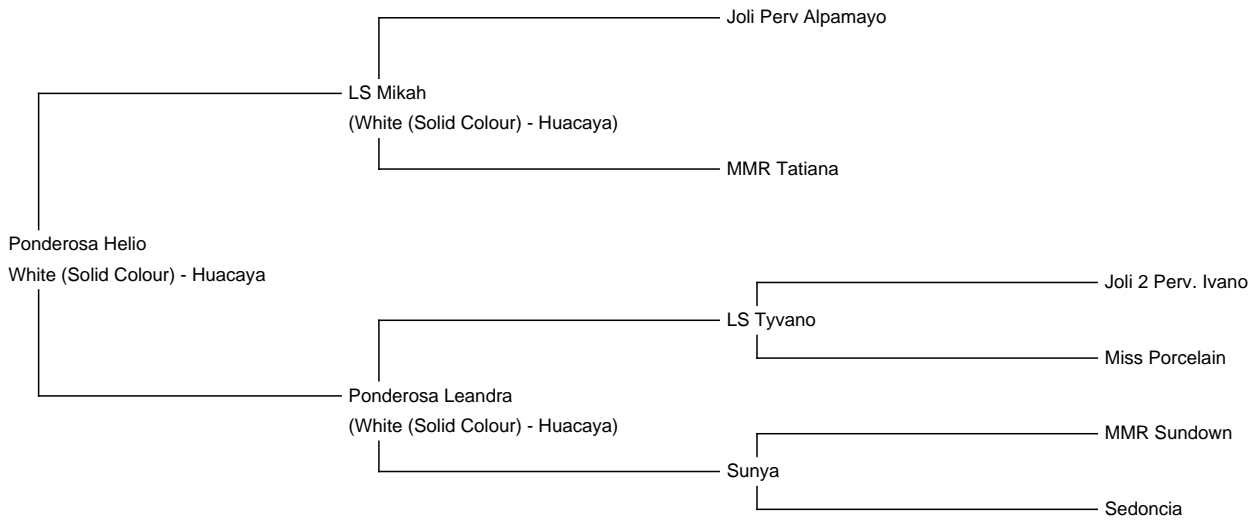 Joli Perv Alpamayo
LS Mikah
(White (Solid Colour) - Huacaya)
MMR Tatiana
Ponderosa Helio
White (Solid Colour) - Huacaya
Joli 2 Perv. Ivano
LS Tyvano
Miss Porcelain
Ponderosa Leandra
(White (Solid Colour) - Huacaya)
MMR Sundown
Sunya
Sedoncia